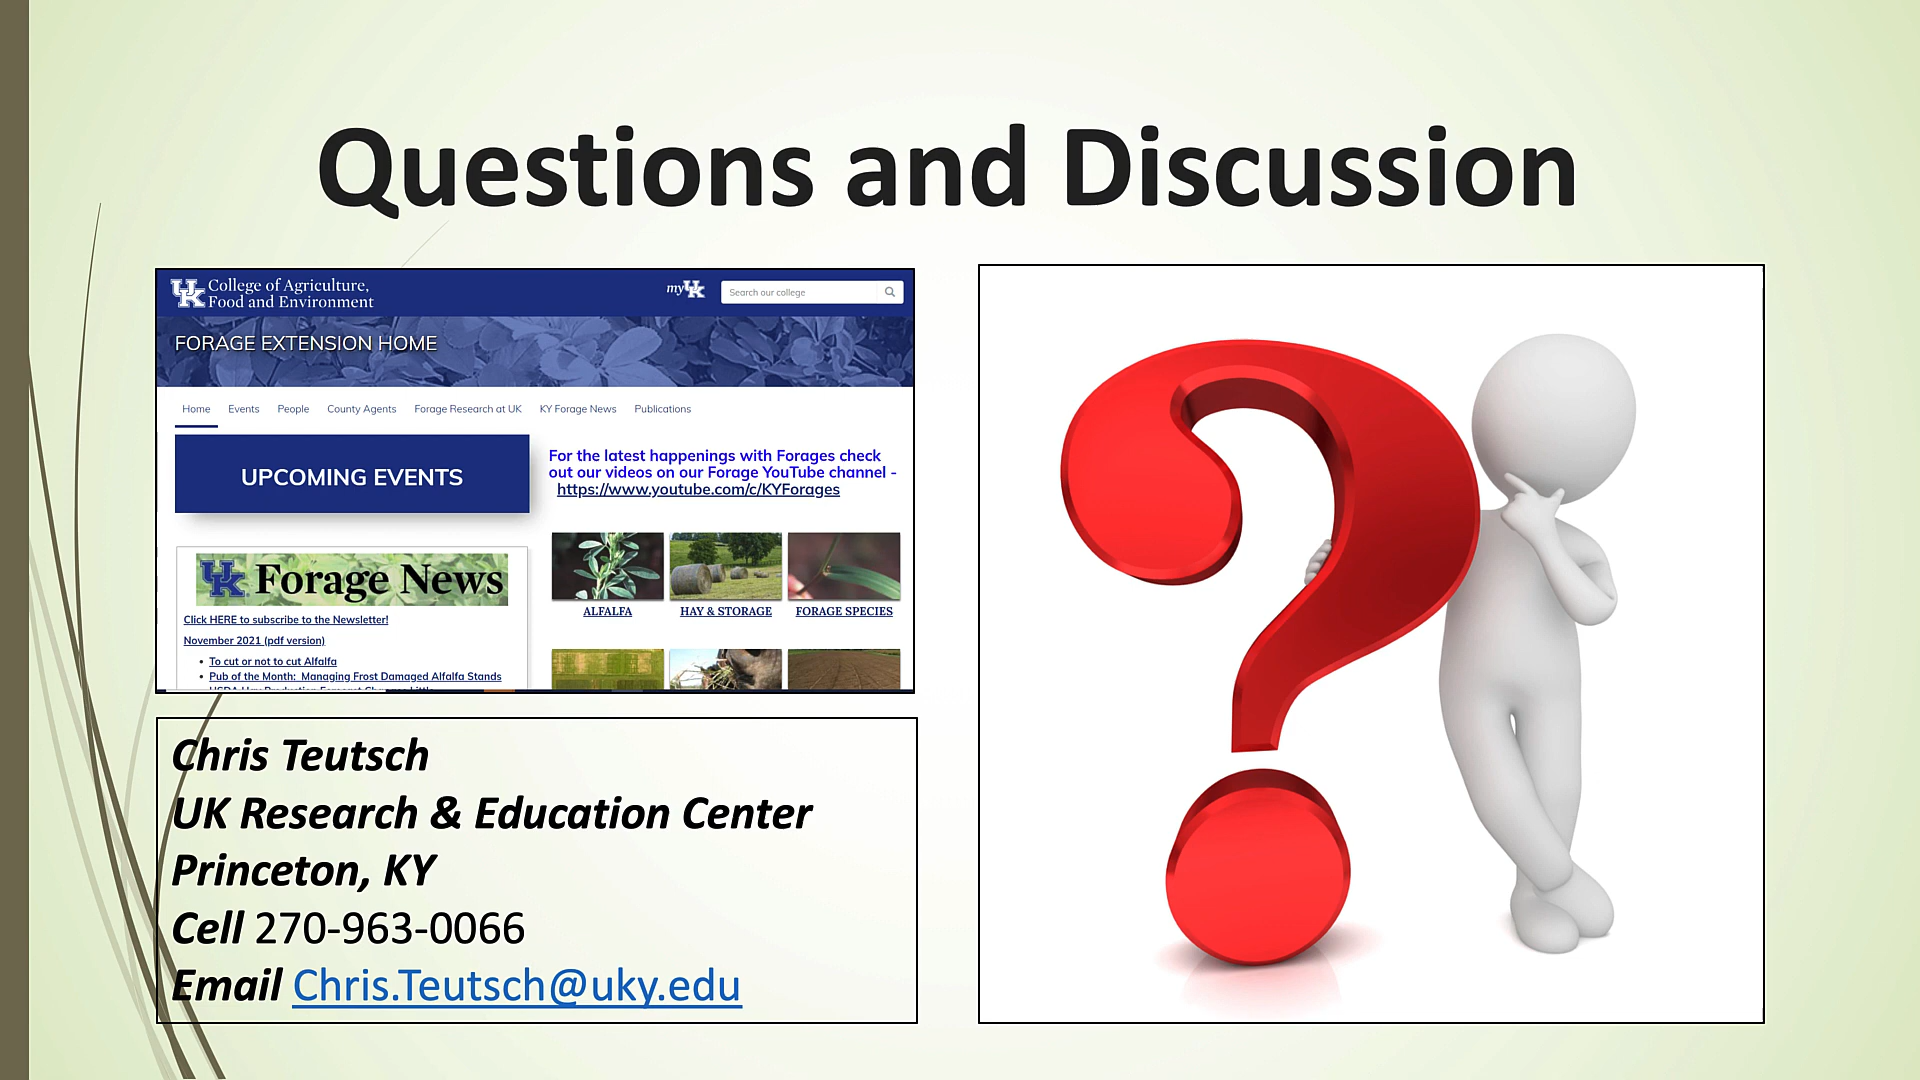 Questions and Discussion
UK College of Agriculture,
Food and Environment
myUK
Search our college
FORAGE EXTENSION HOME
Home Events People County Agents Forage Research at UK KY Forage News Publications
UPCOMING EVENTS
For the latest happenings with Forages check
out our videos on our Forage YouTube channel -
https://www.youtube.com/c/KYForages
UK Forage News
Click HERE to subscribe to the Newsletter!
November 2021 (pdf version)
• To cut or not to cut Alfalfa
• Pub of the Month: Managing Frost Damaged Alfalfa Stands
ALFALFA HAY & STORAGE FORAGE SPECIES
Chris Teutsch
UK Research & Education Center
Princeton, KY
Cell 270-963-0066
Email Chris.Teutsch@uky.edu